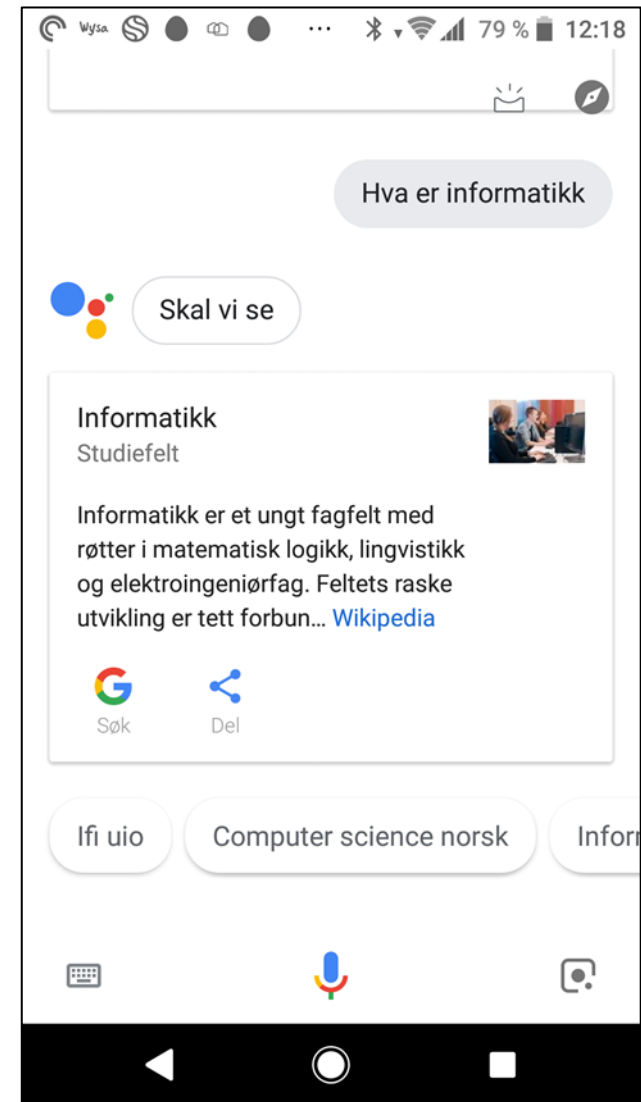 Wysa ... 79 % 12:18
Hva er informatikk
Skal vi se
Informatikk
Studiefelt
Informatikk er et ungt fagfelt med
røtter i matematisk logikk, lingvistikk
og elektroingeniørfag. Feltets raske
utvikling er tett forbun... Wikipedia
Søk Del
Ifi uio Computer science norsk